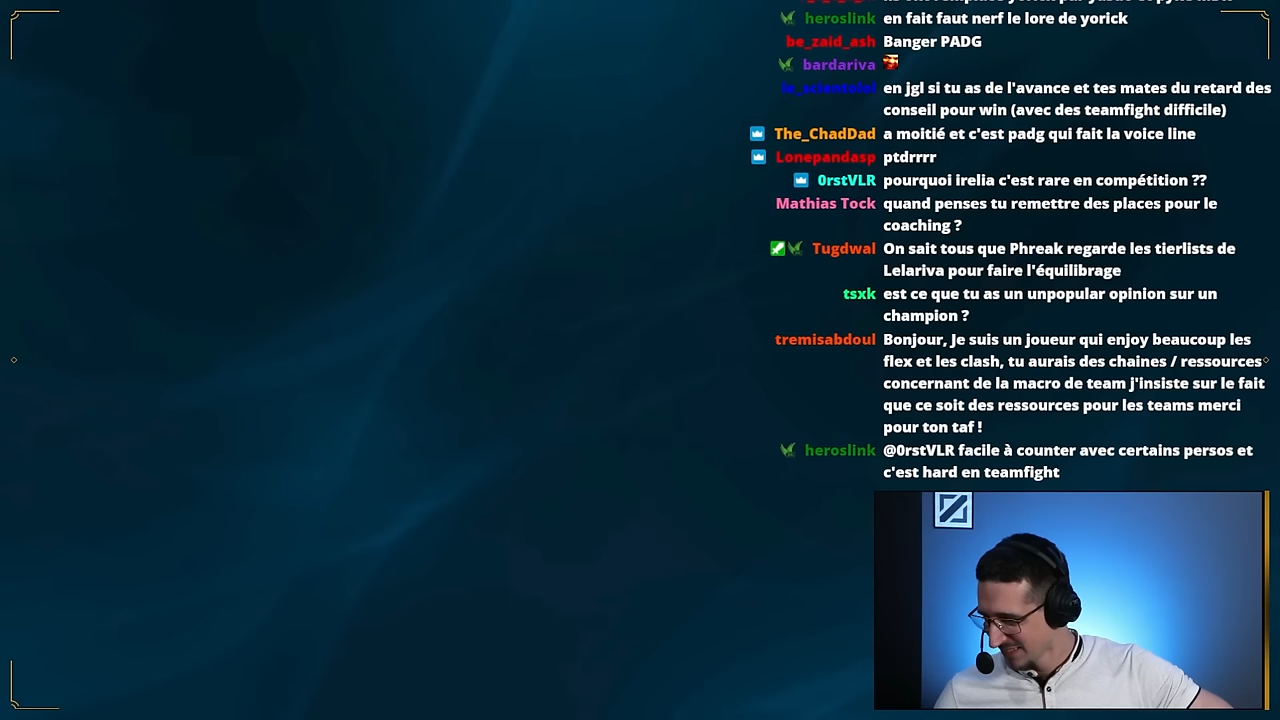 heroslink en fait faut nerf le lore de yorick
be_zaid_ash Banger PADG
bardariva
le_scientolol en jgl si tu as de l'avance et tes mates du retard des
conseil pour win (avec des teamfight difficile)
The_ChadDad a moitié et c'est padg qui fait la voice line
Lonepandasp ptdrrrr
0rstVLR pourquoi irelia c'est rare en compétition ??
Mathias Tock quand penses tu remettre des places pour le
coaching ?
Tugdwal On sait tous que Phreak regarde les tierlists de
Lelariva pour faire l'équilibrage
tsxk est ce que tu as un unpopular opinion sur un
champion ?
tremisabdoul Bonjour, Je suis un joueur qui enjoy beaucoup les
flex et les clash, tu aurais des chaines / ressources
concernant de la macro de team j'insiste sur le fait
que ce soit des ressources pour les teams merci
pour ton taf !
heroslink @0rstVLR facile à counter avec certains persos et
c'est hard en teamfight